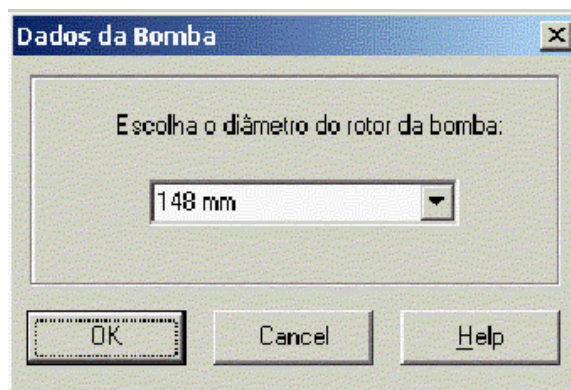 Dados da Bomba
Escolha o diâmetro do rotor da bomba:
148 mm
OK Cancel Help